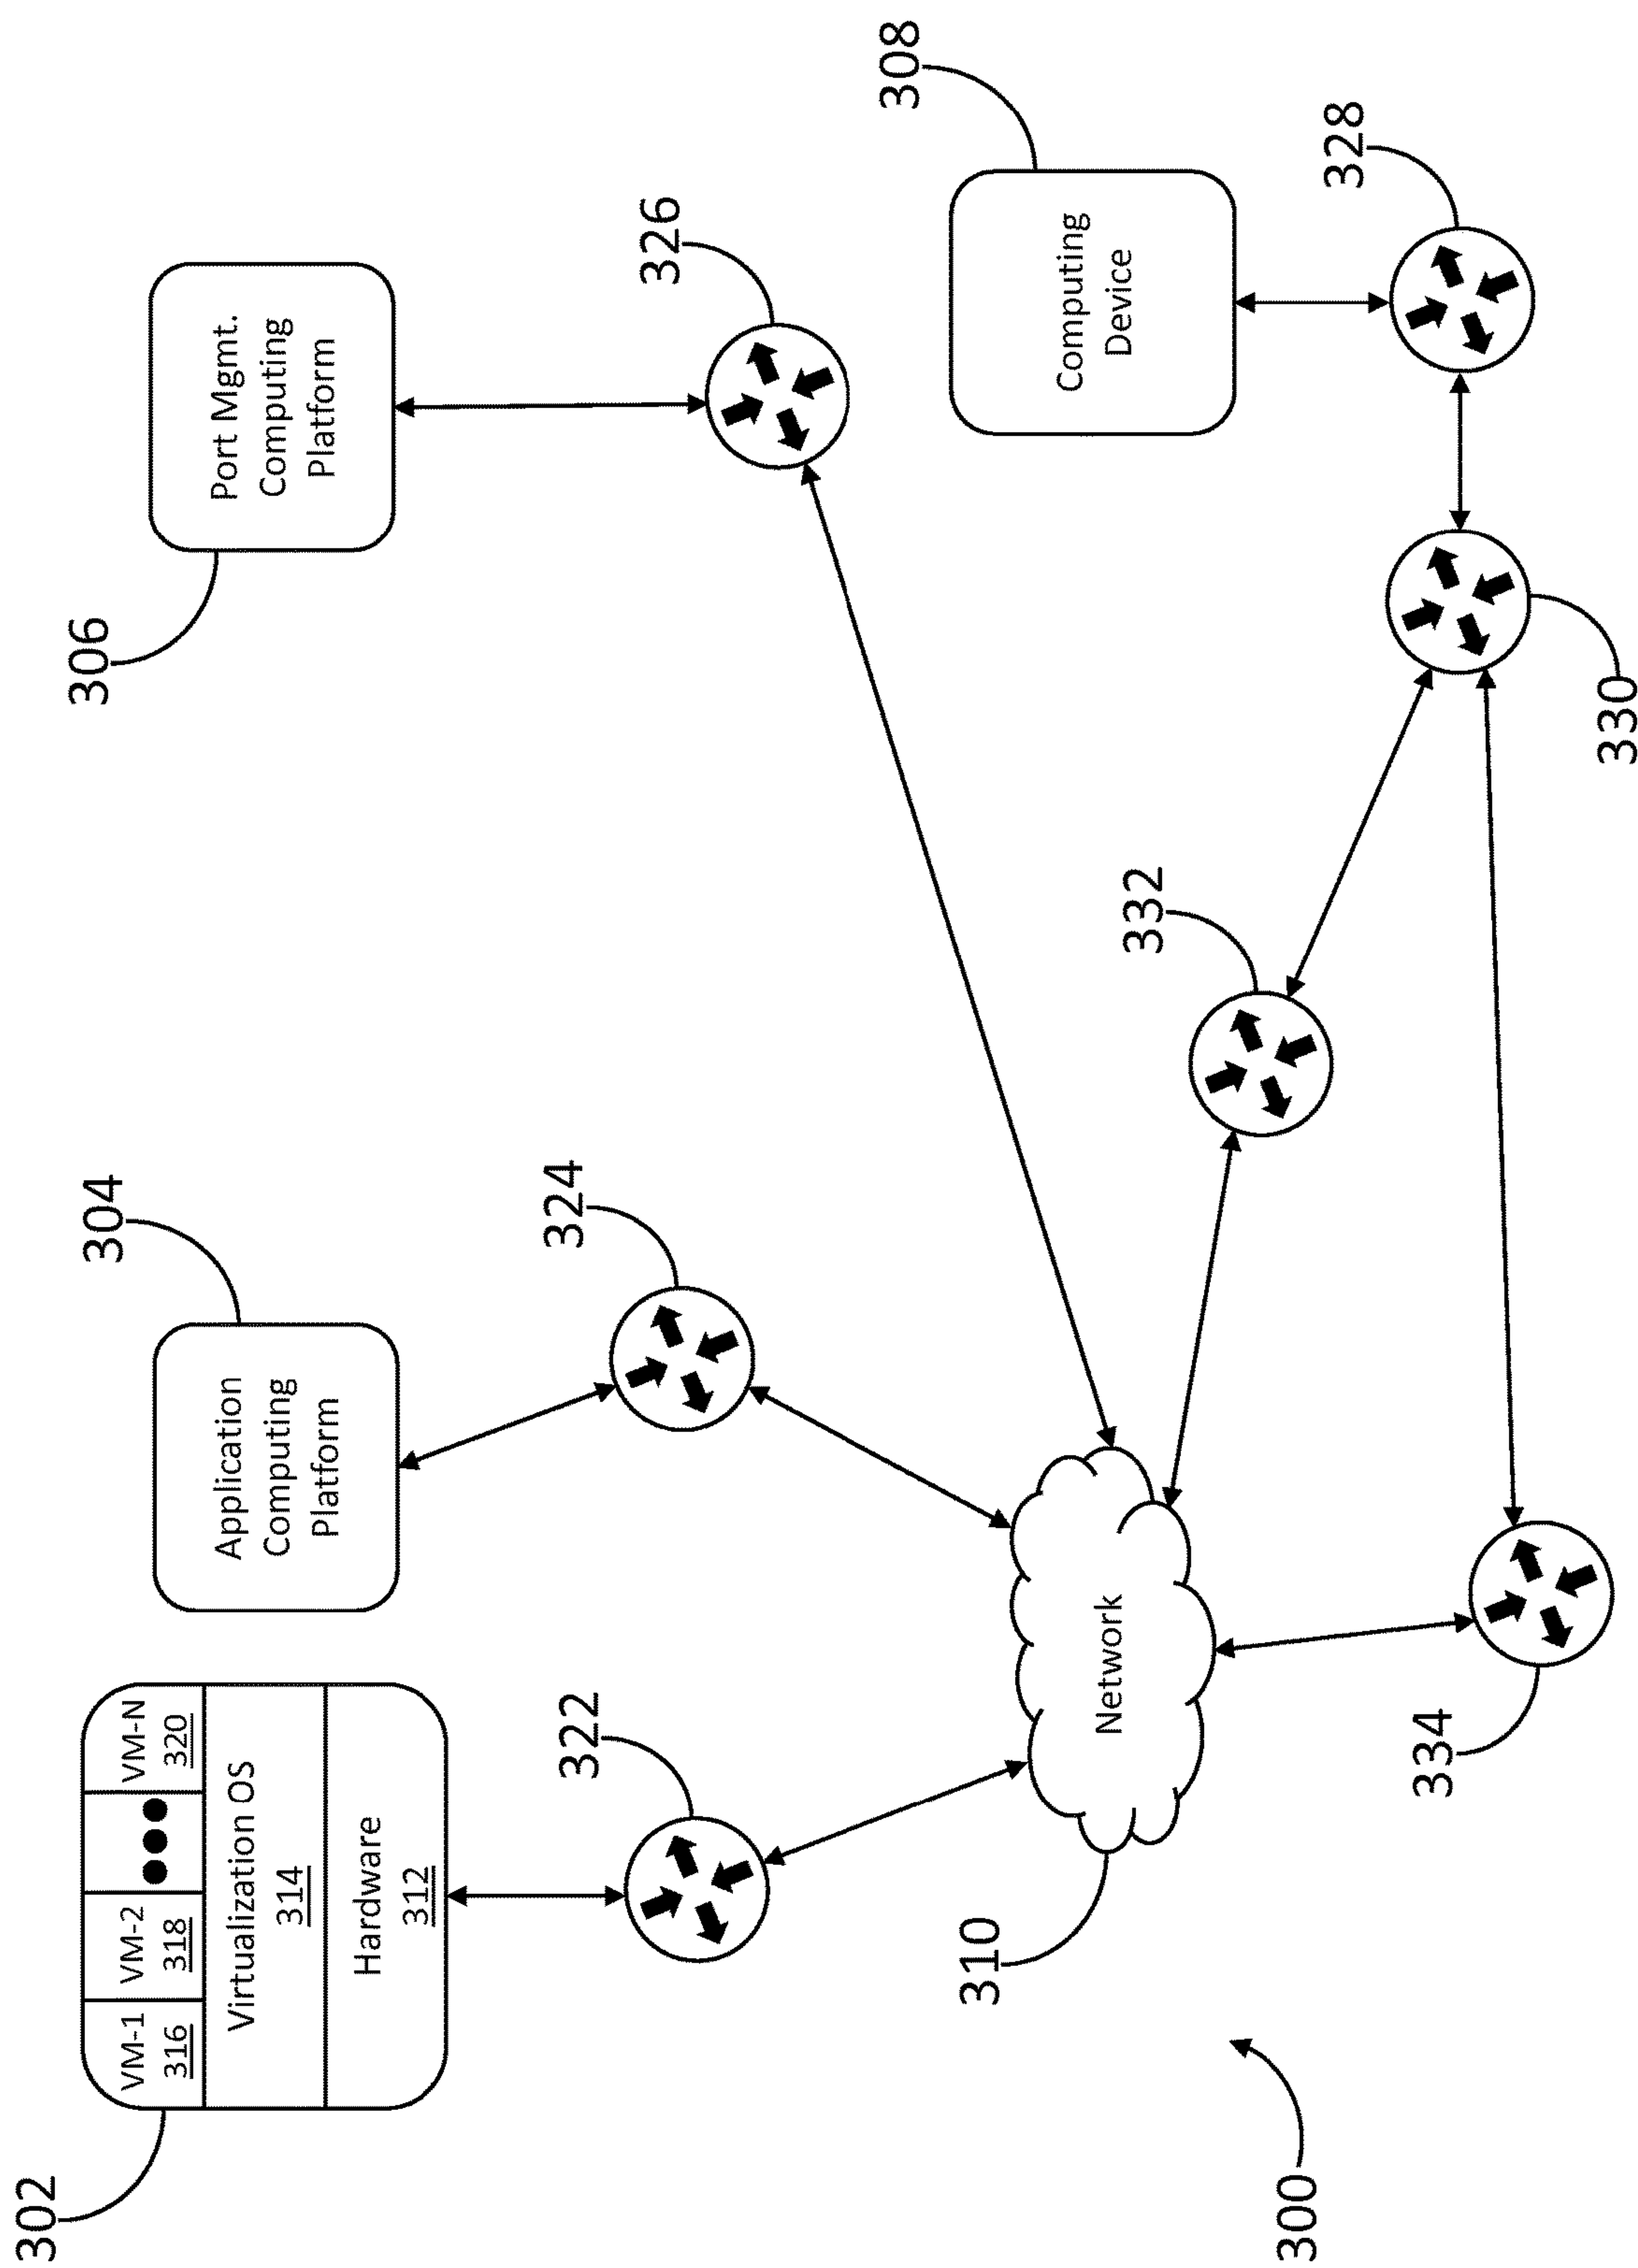 302
VM-1
316
VM-2
318
VM-N
320
Virtualization OS
314
Hardware
312
304
Application
Computing
Platform
306
Port Mgmt.
Computing
Platform
322
324
326
308
Computing
Device
310
Network
332
328
334
330
300